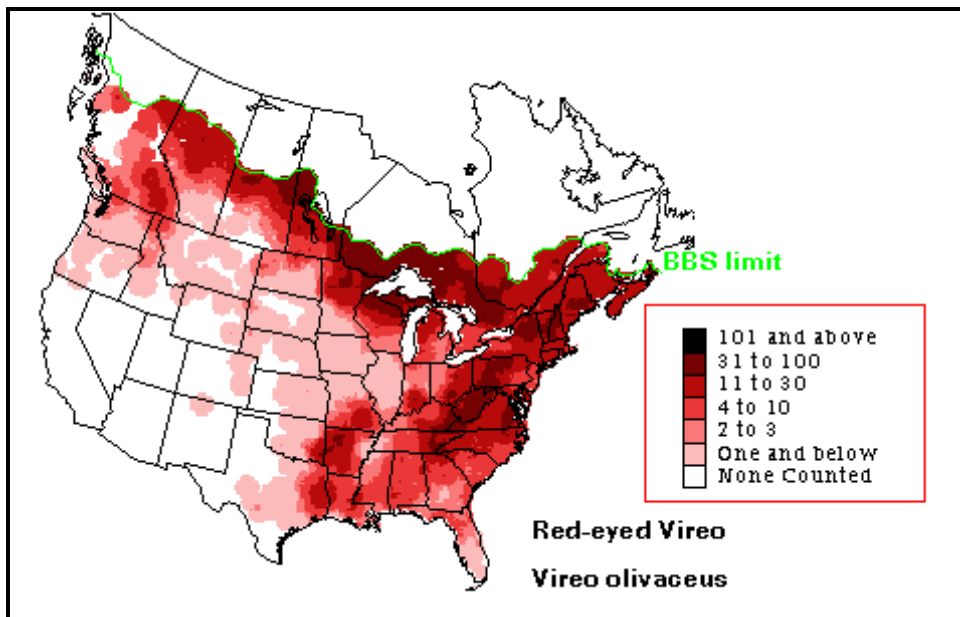 BBS limit
101 and above
31 to 100
11 to 30
4 to 10
2 to 3
One and below
None Counted
Red-eyed Vireo
Vireo olivaceus